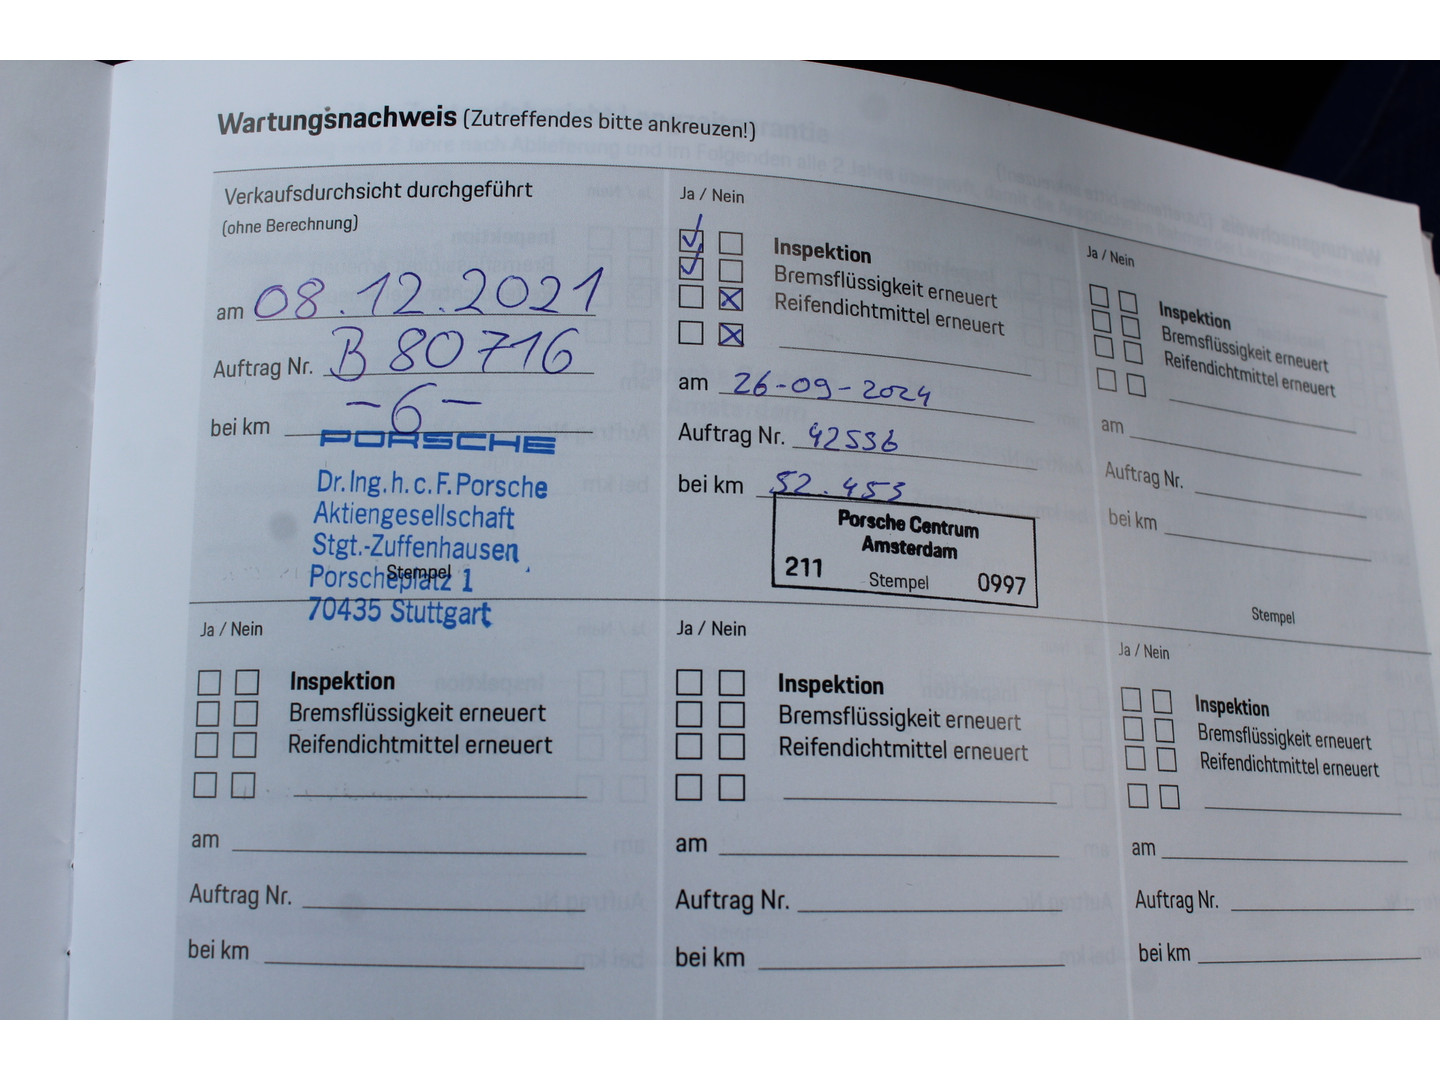 Wartungsnachweis (Zutreffendes bitte ankreuzen!)
Verkaufsdurchsicht durchgeführt
(ohne Berechnung)
am 08.12.2021
Auftrag Nr. B 80716
bei km -6-
PORSCHE
Dr.Ing.h.c.F.Porsche
Aktiengesellschaft
Stgt.-Zuffenhausen
Stempel
Porscheplatz 1
70435 Stuttgart
Ja / Nein
Inspektion
Bremsflüssigkeit erneuert
Reifendichtmittel erneuert
am 26-09-2024
Auftrag Nr. 42536
bei km 52.453
Porsche Centrum
Amsterdam
211 Stempel 0997
Ja / Nein
Inspektion
Bremsflüssigkeit erneuert
Reifendichtmittel erneuert
am
Auftrag Nr.
bei km
Stempel
Ja / Nein
Inspektion
Bremsflüssigkeit erneuert
Reifendichtmittel erneuert
am
Auftrag Nr.
bei km
Ja / Nein
Inspektion
Bremsflüssigkeit erneuert
Reifendichtmittel erneuert
am
Auftrag Nr.
bei km
Ja / Nein
Inspektion
Bremsflüssigkeit erneuert
Reifendichtmittel erneuert
am
Auftrag Nr.
bei km